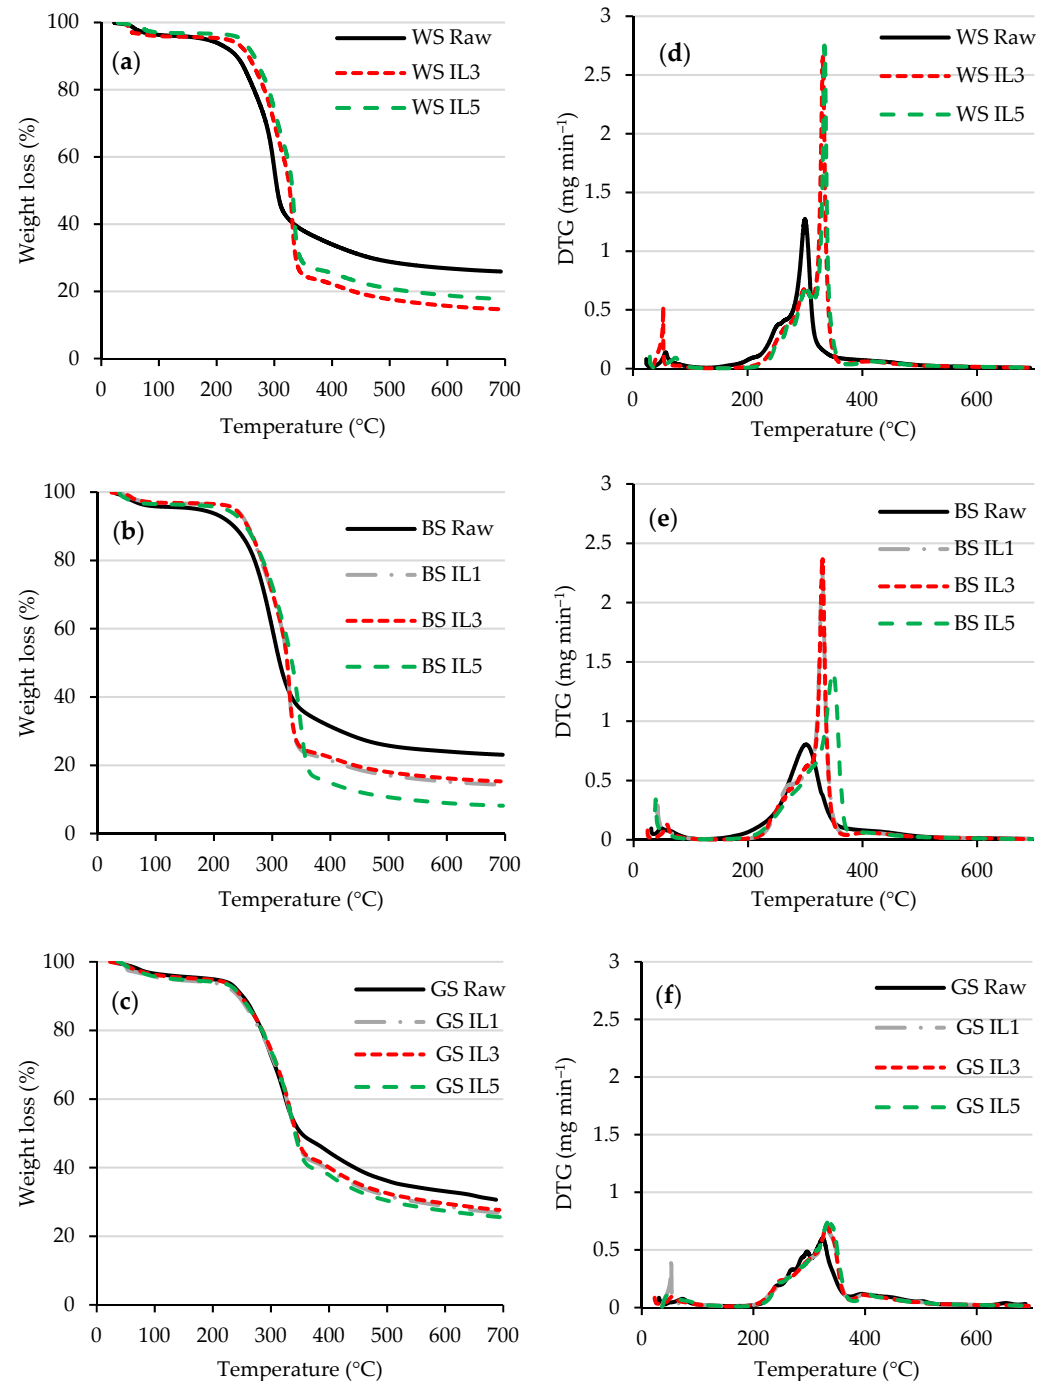 (a)
WS Raw
WS IL3
WS IL5
Weight loss (%)
100
80
60
40
20
0
0 100 200 300 400 500 600 700
Temperature (°C)
(d)
WS Raw
WS IL3
WS IL5
DTG (mg min⁻¹)
3
2.5
2
1.5
1
0.5
0
0 200 400 600
Temperature (°C)
(b)
BS Raw
BS IL1
BS IL3
BS IL5
Weight loss (%)
100
80
60
40
20
0
0 100 200 300 400 500 600 700
Temperature (°C)
(e)
BS Raw
BS IL1
BS IL3
BS IL5
DTG (mg min⁻¹)
3
2.5
2
1.5
1
0.5
0
0 200 400 600
Temperature (°C)
(c)
GS Raw
GS IL1
GS IL3
GS IL5
Weight loss (%)
100
80
60
40
20
0
0 100 200 300 400 500 600 700
Temperature (°C)
(f)
GS Raw
GS IL1
GS IL3
GS IL5
DTG (mg min⁻¹)
3
2.5
2
1.5
1
0.5
0
0 200 400 600
Temperature (°C)